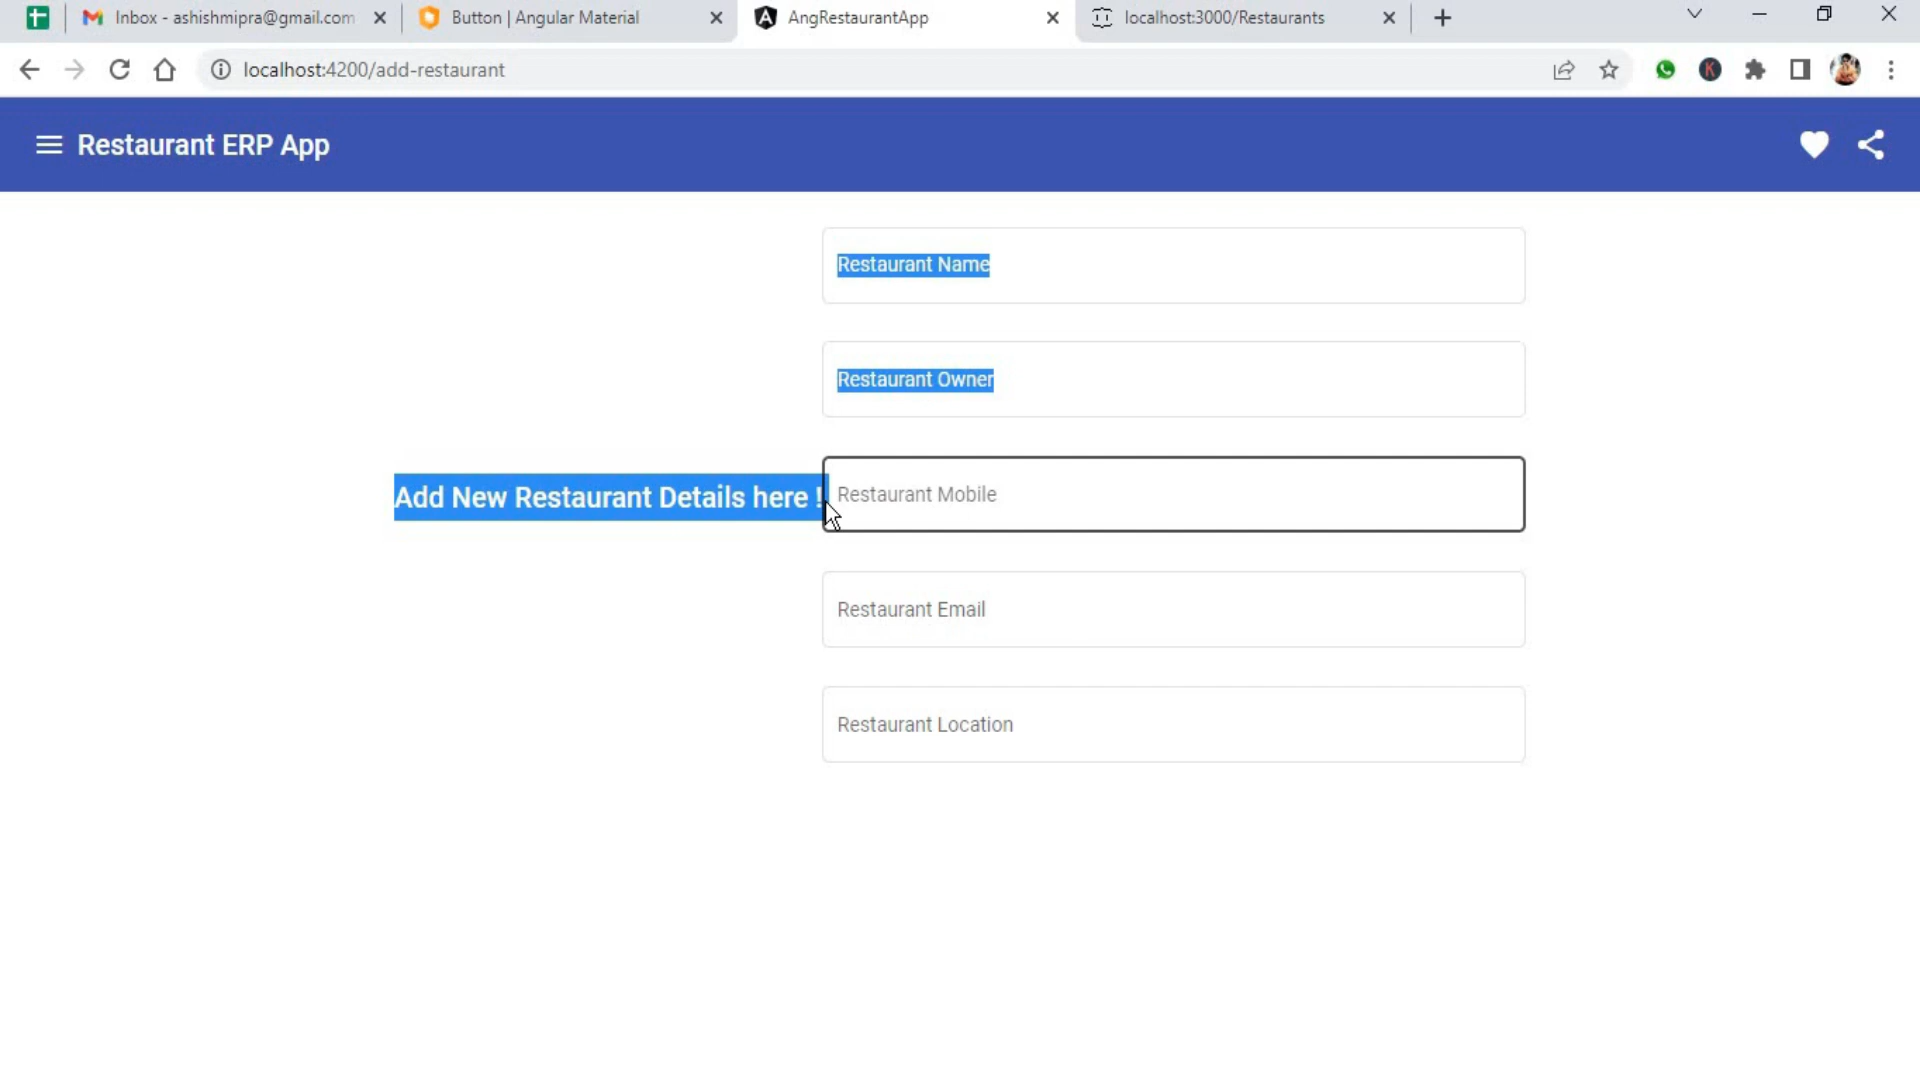 Inbox - ashishmipra@gmail.com
Button | Angular Material
AngRestaurantApp
localhost:3000/Restaurants
localhost:4200/add-restaurant
K
Restaurant ERP App
Restaurant Name
Restaurant Owner
Add New Restaurant Details here !
Restaurant Mobile
Restaurant Email
Restaurant Location